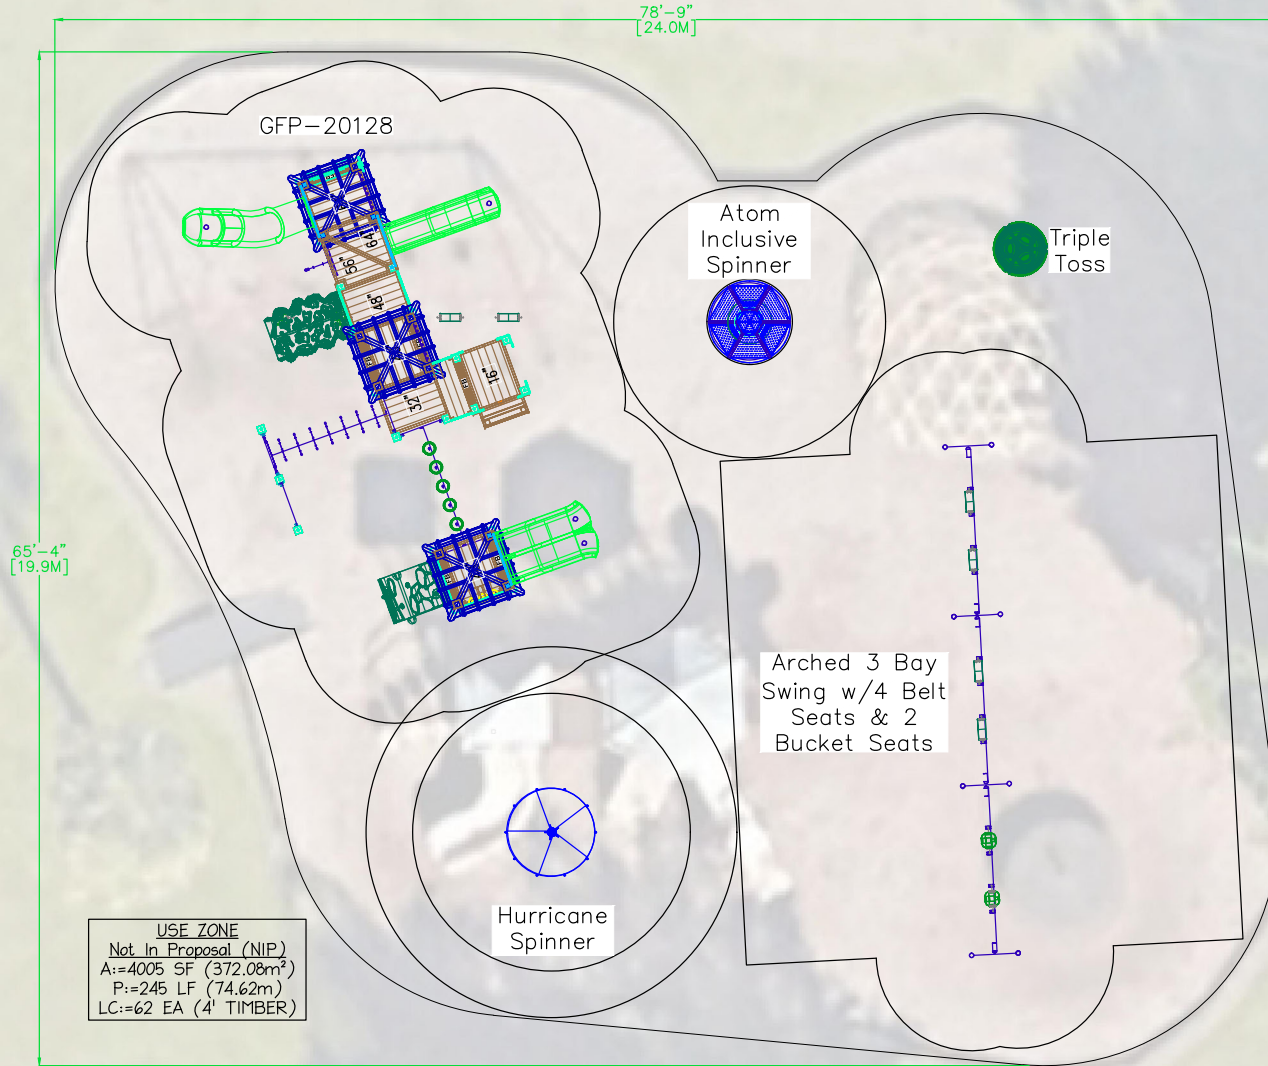 78'-9"
[24.0M]
GFP-20128
Atom
Inclusive
Spinner
Triple
Toss
64"
56"
48"
16"
32"
65'-4"
[19.9M]
Arched 3 Bay
Swing w/4 Belt
Seats & 2
Bucket Seats
Hurricane
Spinner
USE ZONE
Not In Proposal (NIP)
A:=4005 SF (372.08m²)
P:=245 LF (74.62m)
LC:=62 EA (4' TIMBER)